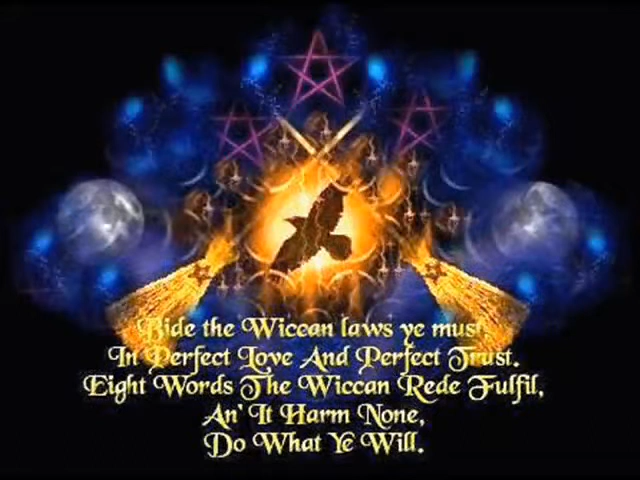 Bide the Wiccan laws ye must
In Perfect Love And Perfect Trust.
Eight Words The Wiccan Rede Fulfil,
An' It Harm None,
Do What Ye Will.